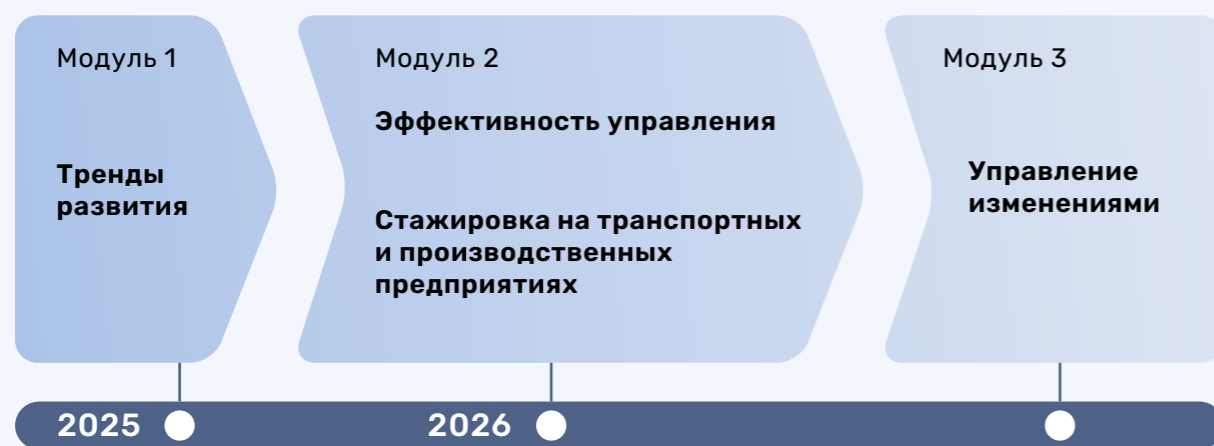 Модуль 1
Тренды
развития
Модуль 2
Эффективность управления
Стажировка на транспортных
и производственных
предприятиях
Модуль 3
Управление
изменениями
2025
2026